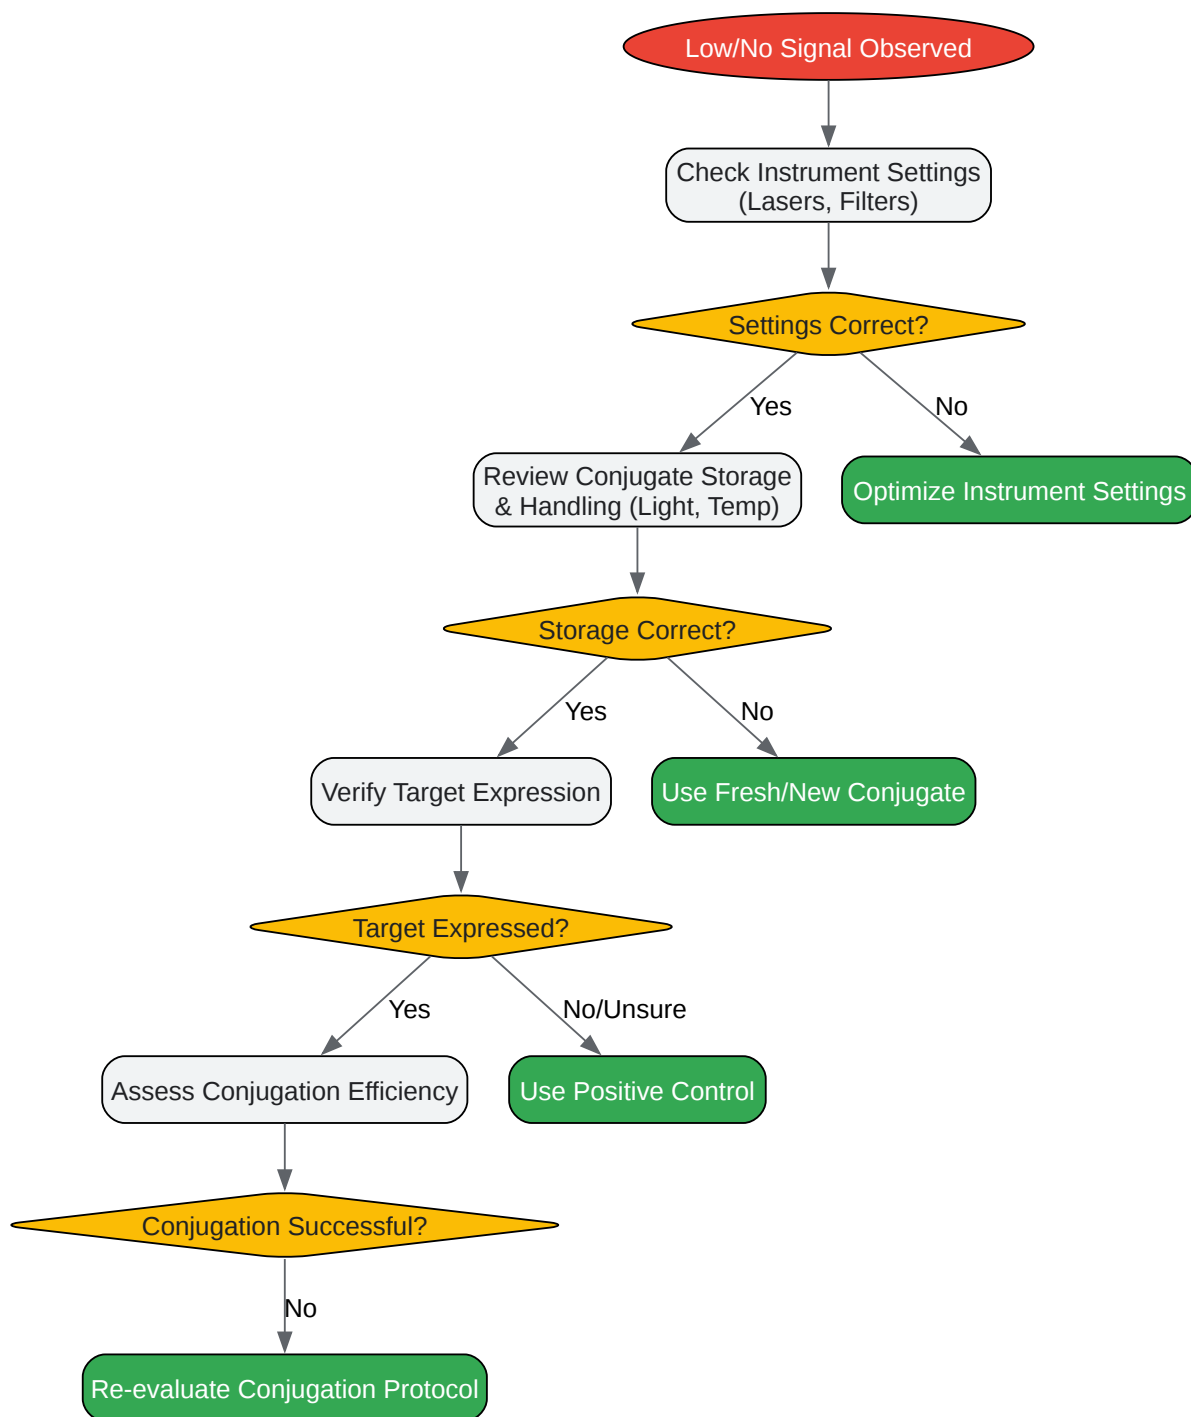 Low/No Signal Observed
Check Instrument Settings
(Lasers, Filters)
Settings Correct?
Yes
No
Review Conjugate Storage
& Handling (Light, Temp)
Optimize Instrument Settings
Storage Correct?
Yes
No
Verify Target Expression
Use Fresh/New Conjugate
Target Expressed?
Yes
No/Unsure
Assess Conjugation Efficiency
Use Positive Control
Conjugation Successful?
No
Re-evaluate Conjugation Protocol